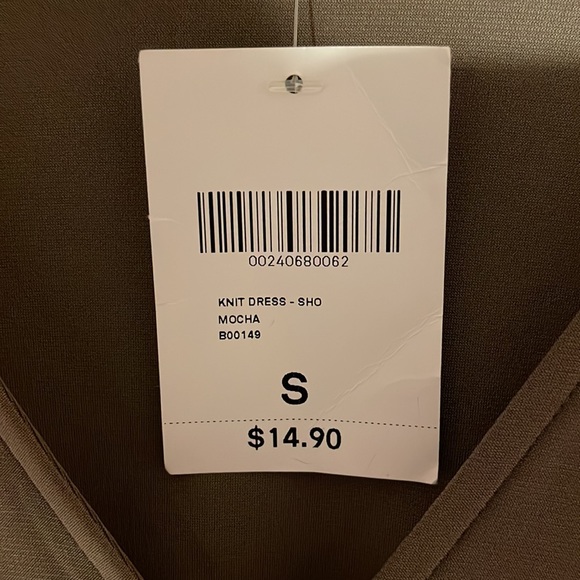 00240680062
KNIT DRESS - SHO
MOCHA
B00149
S
$14.90